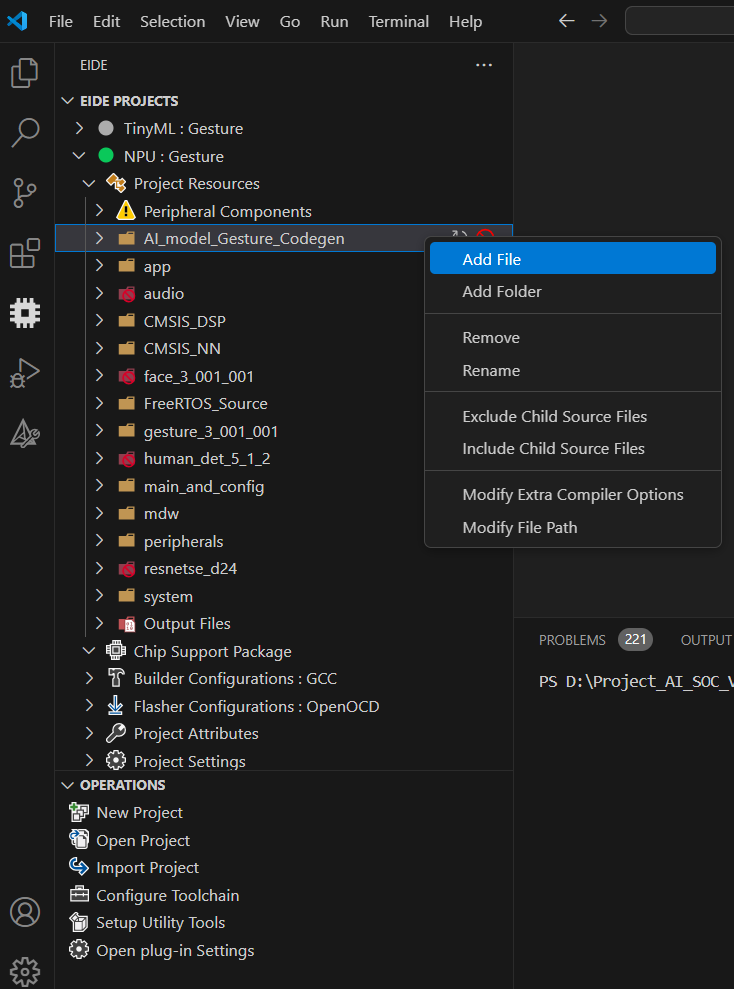 File Edit Selection View Go Run Terminal Help
EIDE
EIDE PROJECTS
TinyML : Gesture
NPU : Gesture
Project Resources
Peripheral Components
AI_model_Gesture_Codegen
app
audio
CMSIS_DSP
CMSIS_NN
face_3_001_001
FreeRTOS_Source
gesture_3_001_001
human_det_5_1_2
main_and_config
mdw
peripherals
resnetse_d24
system
Output Files
Chip Support Package
Builder Configurations : GCC
Flasher Configurations : OpenOCD
Project Attributes
Project Settings
OPERATIONS
New Project
Open Project
Import Project
Configure Toolchain
Setup Utility Tools
Open plug-in Settings
Add File
Add Folder
Remove
Rename
Exclude Child Source Files
Include Child Source Files
Modify Extra Compiler Options
Modify File Path
PROBLEMS 221 OUTPUT
PS D:\Project_AI_SOC_V